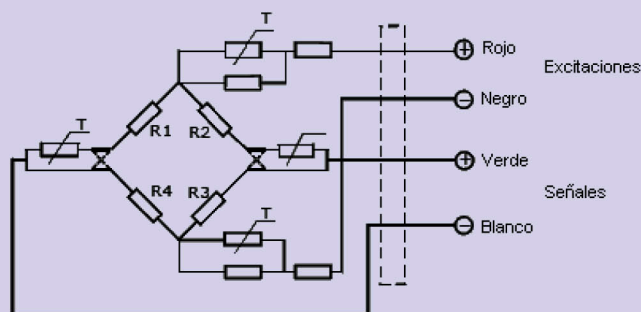 T
Rojo
Excitaciones
Negro
T
R1
R2
Verde
R4
R3
Señales
T
Blanco